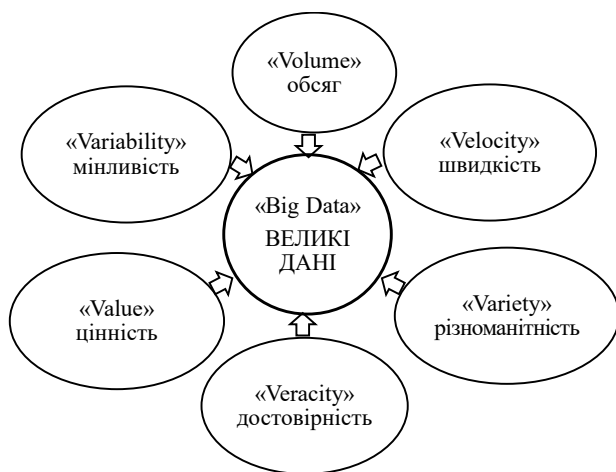 «Volume»
обсяг
«Variability»
мінливість
«Velocity»
швидкість
«Big Data»
ВЕЛИКІ
ДАНІ
«Value»
цінність
«Variety»
різноманітність
«Veracity»
достовірність